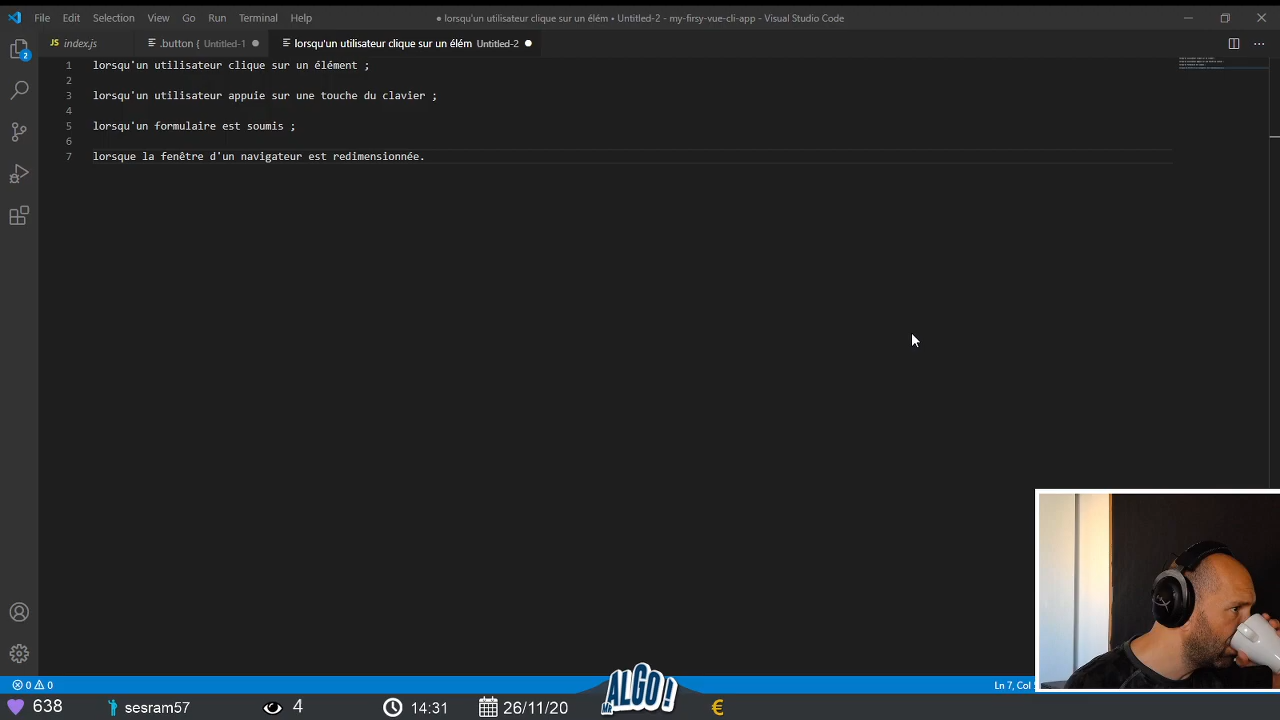 File Edit Selection View Go Run Terminal Help
● lorsqu'un utilisateur clique sur un élém • Untitled-2 - my-firsy-vue-cli-app - Visual Studio Code
JS index.js
.button { Untitled-1
lorsqu'un utilisateur clique sur un élém Untitled-2
1 lorsqu'un utilisateur clique sur un élément ;
2
3 lorsqu'un utilisateur appuie sur une touche du clavier ;
4
5 lorsqu'un formulaire est soumis ;
6
7 lorsque la fenêtre d'un navigateur est redimensionnée.
2
0 0
Ln 7, Col
638 sesram57 4 14:31 26/11/20 €
Mr ALGO!